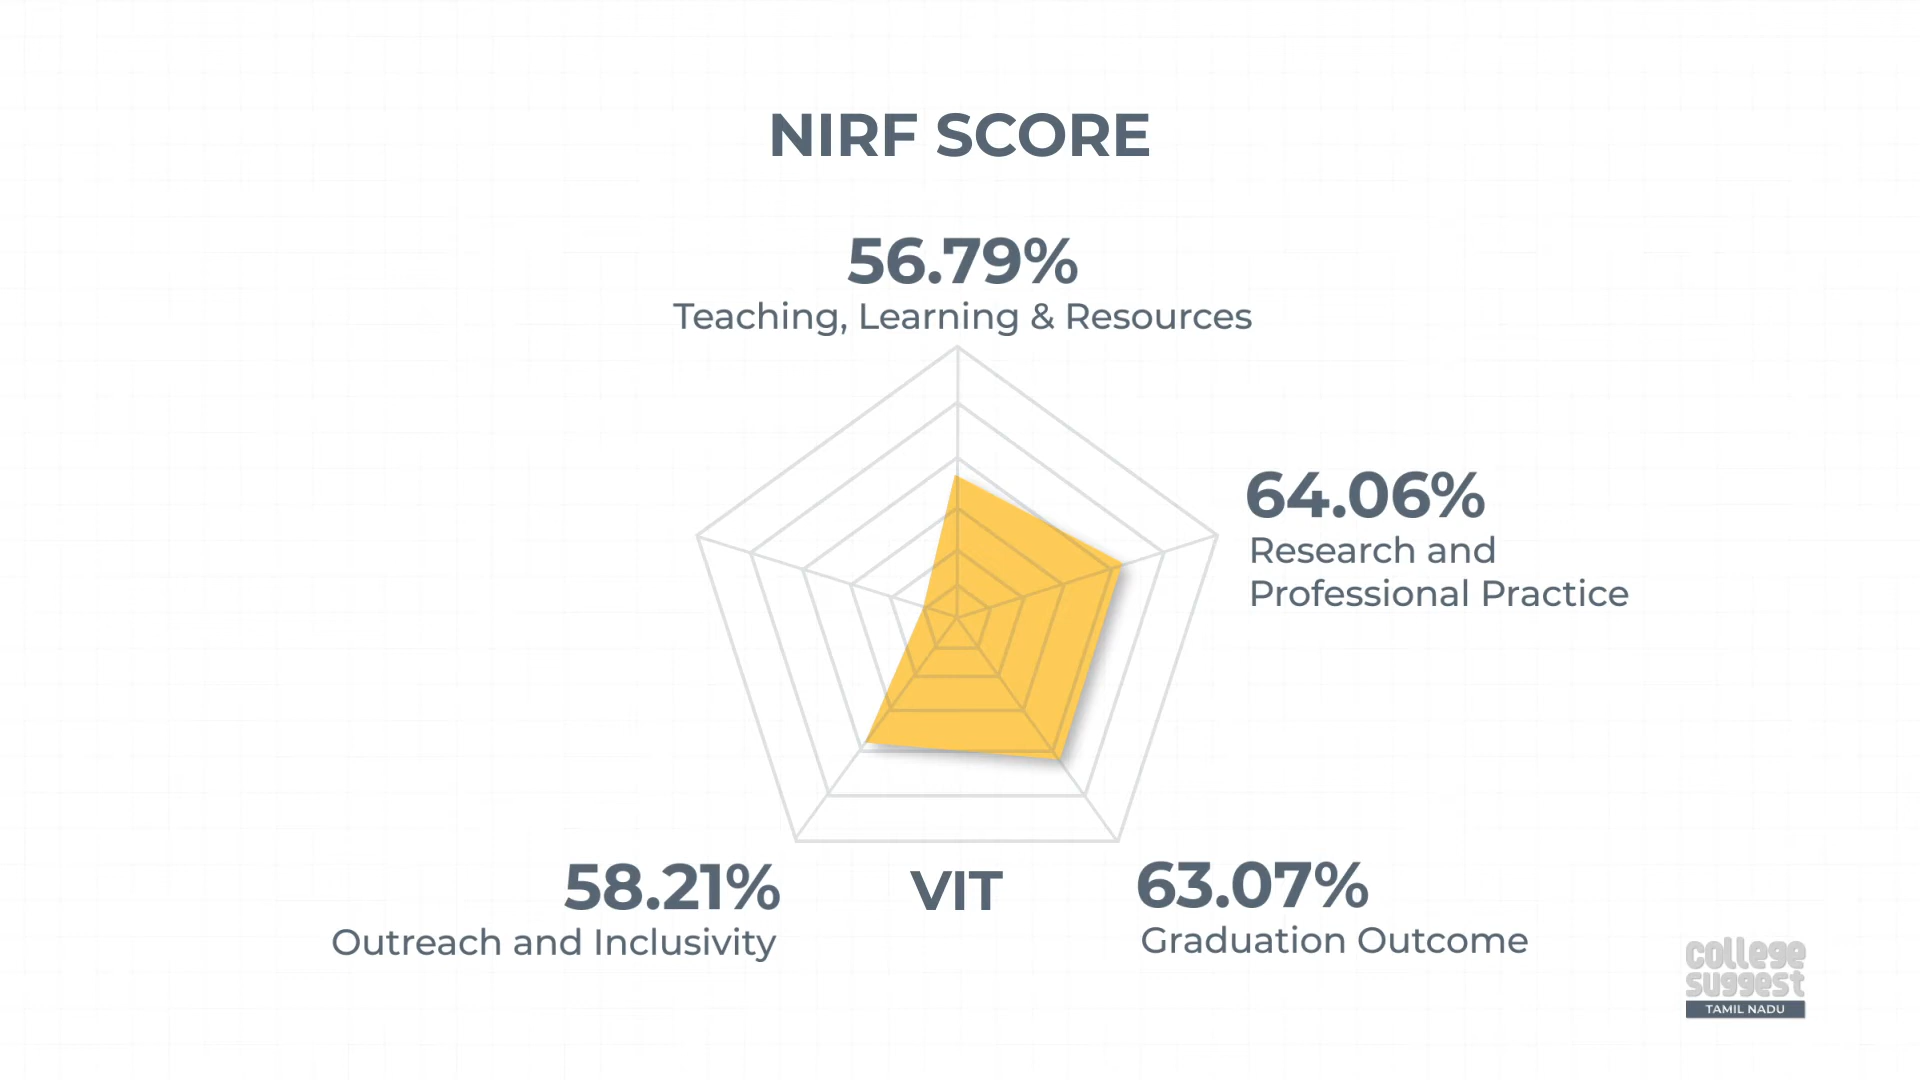 NIRF SCORE
56.79%
Teaching, Learning & Resources
64.06%
Research and
Professional Practice
58.21%
Outreach and Inclusivity
VIT
63.07%
Graduation Outcome
college
suggest
TAMIL NADU